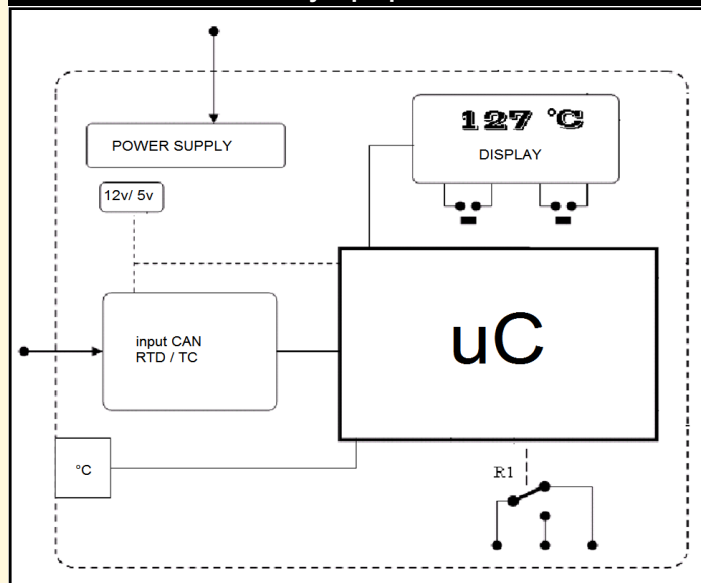 POWER SUPPLY
127 °C
DISPLAY
12v/ 5v
input CAN
RTD / TC
uC
°C
R1